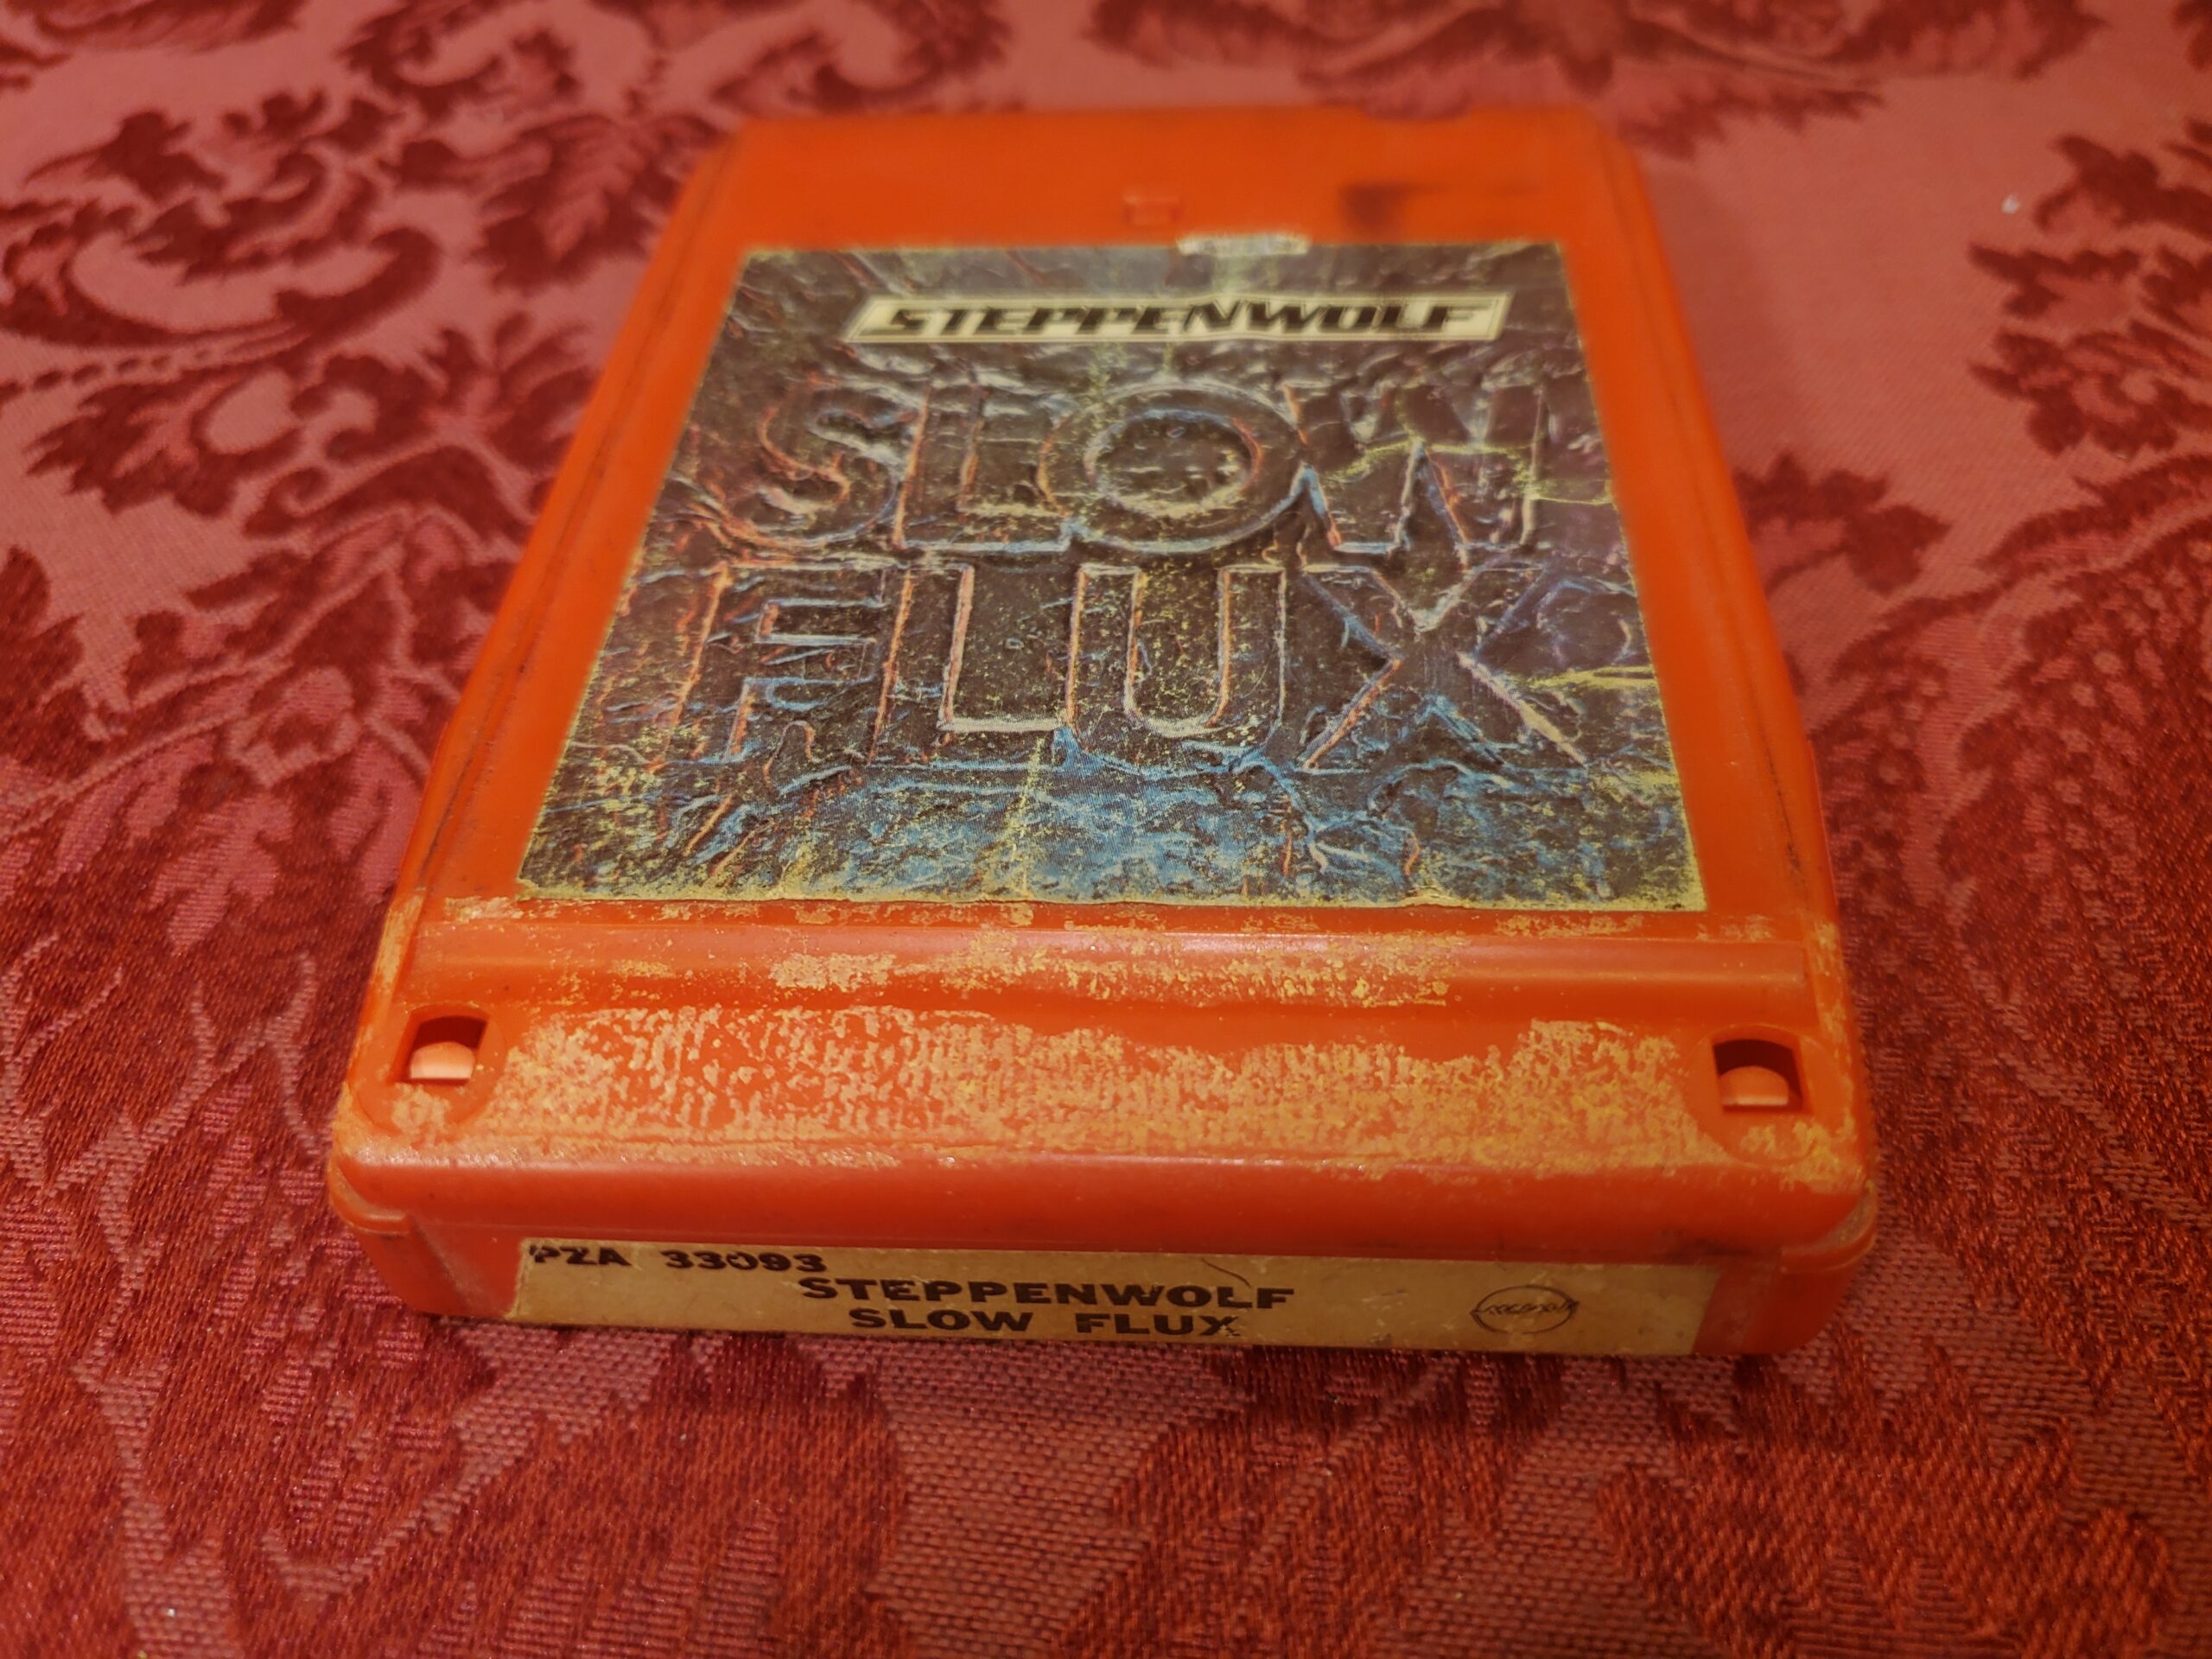 STEPPENWOLF
SLOW
FLUX
PZA 33093
STEPPENWOLF
SLOW FLUX